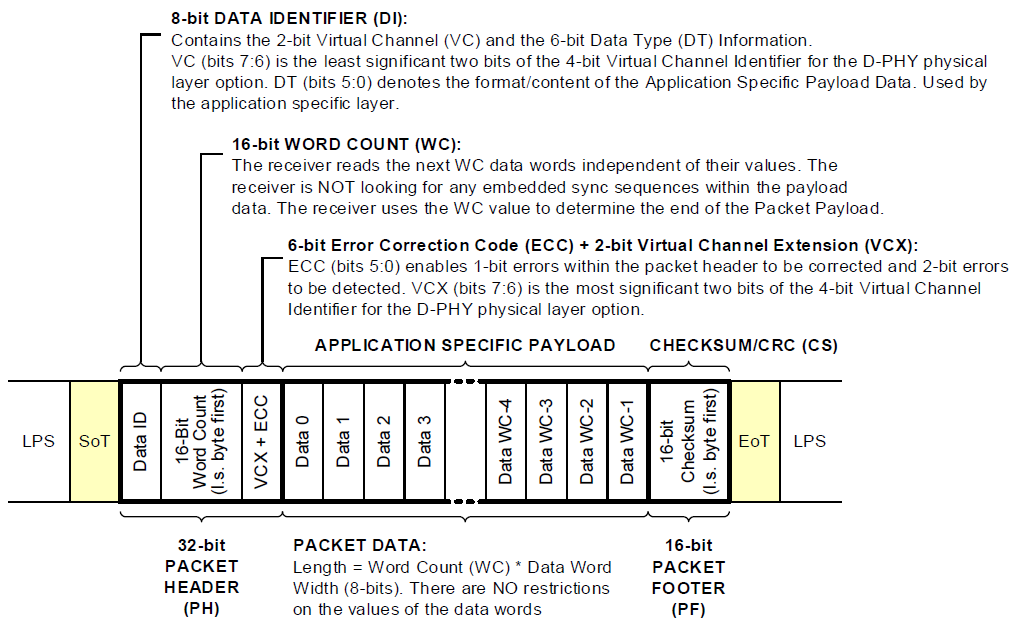 8-bit DATA IDENTIFIER (DI):
Contains the 2-bit Virtual Channel (VC) and the 6-bit Data Type (DT) Information.
VC (bits 7:6) is the least significant two bits of the 4-bit Virtual Channel Identifier for the D-PHY physical
layer option. DT (bits 5:0) denotes the format/content of the Application Specific Payload Data. Used by
the application specific layer.
16-bit WORD COUNT (WC):
The receiver reads the next WC data words independent of their values. The
receiver is NOT looking for any embedded sync sequences within the payload
data. The receiver uses the WC value to determine the end of the Packet Payload.
6-bit Error Correction Code (ECC) + 2-bit Virtual Channel Extension (VCX):
ECC (bits 5:0) enables 1-bit errors within the packet header to be corrected and 2-bit errors
to be detected. VCX (bits 7:6) is the most significant two bits of the 4-bit Virtual Channel
Identifier for the D-PHY physical layer option.
APPLICATION SPECIFIC PAYLOAD
CHECKSUM/CRC (CS)
LPS
SoT
Data ID
16-Bit
Word Count
(l.s. byte first)
VCX + ECC
Data 0
Data 1
Data 2
Data 3
Data WC-4
Data WC-3
Data WC-2
Data WC-1
16-bit
Checksum
(l.s. byte first)
EoT
LPS
32-bit
PACKET
HEADER
(PH)
PACKET DATA:
Length = Word Count (WC) * Data Word
Width (8-bits). There are NO restrictions
on the values of the data words
16-bit
PACKET
FOOTER
(PF)